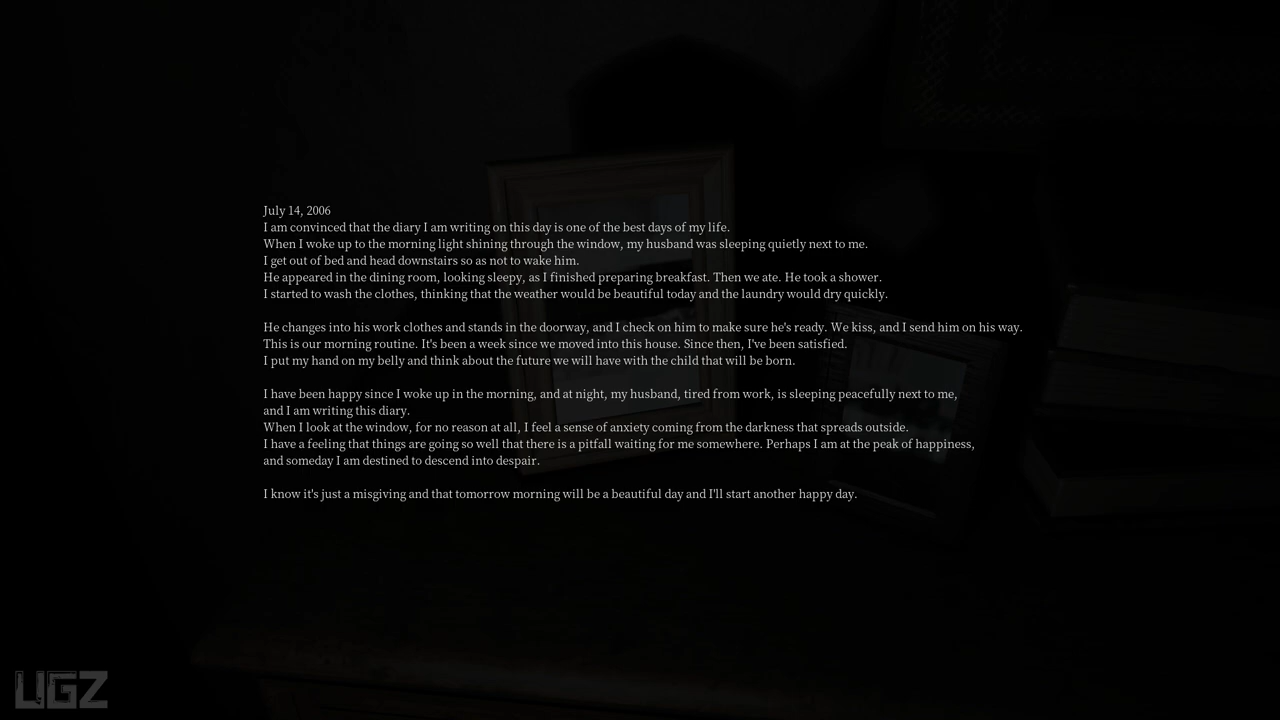 July 14, 2006
I am convinced that the diary I am writing on this day is one of the best days of my life.
When I woke up to the morning light shining through the window, my husband was sleeping quietly next to me.
I get out of bed and head downstairs so as not to wake him.
He appeared in the dining room, looking sleepy, as I finished preparing breakfast. Then we ate. He took a shower.
I started to wash the clothes, thinking that the weather would be beautiful today and the laundry would dry quickly.
He changes into his work clothes and stands in the doorway, and I check on him to make sure he's ready. We kiss, and I send him on his way.
This is our morning routine. It's been a week since we moved into this house. Since then, I've been satisfied.
I put my hand on my belly and think about the future we will have with the child that will be born.
I have been happy since I woke up in the morning, and at night, my husband, tired from work, is sleeping peacefully next to me,
and I am writing this diary.
When I look at the window, for no reason at all, I feel a sense of anxiety coming from the darkness that spreads outside.
I have a feeling that things are going so well that there is a pitfall waiting for me somewhere. Perhaps I am at the peak of happiness,
and someday I am destined to descend into despair.
I know it's just a misgiving and that tomorrow morning will be a beautiful day and I'll start another happy day.
UGZ